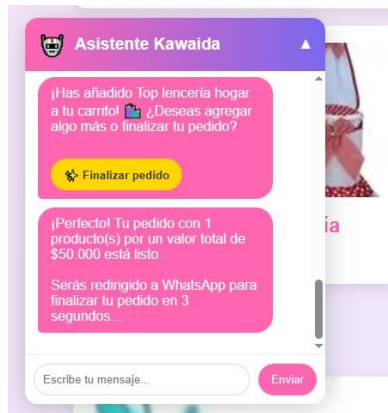 Asistente Kawaida
¡Has añadido Top lencería hogar
a tu carrito! 🛍️ ¿Deseas agregar
algo más o finalizar tu pedido?
✨ Finalizar pedido
¡Perfecto! Tu pedido con 1
producto(s) por un valor total de
$50.000 está listo.
Serás redirigido a WhatsApp para
finalizar tu pedido en 3
segundos...
ía
Escribe tu mensaje...
Enviar